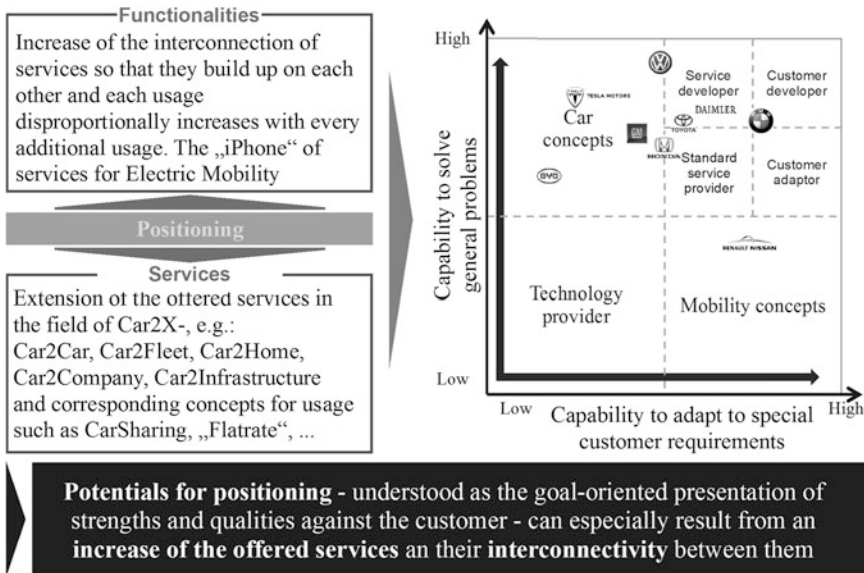 Functionalities
Increase of the interconnection of
services so that they build up on each
other and each usage
disproportionally increases with every
additional usage. The „iPhone“ of
services for Electric Mobility
Positioning
Services
Extension of the offered services in
the field of Car2X-, e.g.:
Car2Car, Car2Fleet, Car2Home,
Car2Company, Car2Infrastructure
and corresponding concepts for usage
such as CarSharing, „Flatrate“, ...
High
Capability to solve
general problems
Low
TESLA MOTORS
Car
concepts
GM
BYD
HONDA
TOYOTA
DAIMLER
Service
developer
Customer
developer
Standard
service
provider
Customer
adaptor
RENAULT NISSAN
Technology
provider
Mobility concepts
Low
High
Capability to adapt to special
customer requirements
Potentials for positioning - understood as the goal-oriented presentation of
strengths and qualities against the customer - can especially result from an
increase of the offered services an their interconnectivity between them